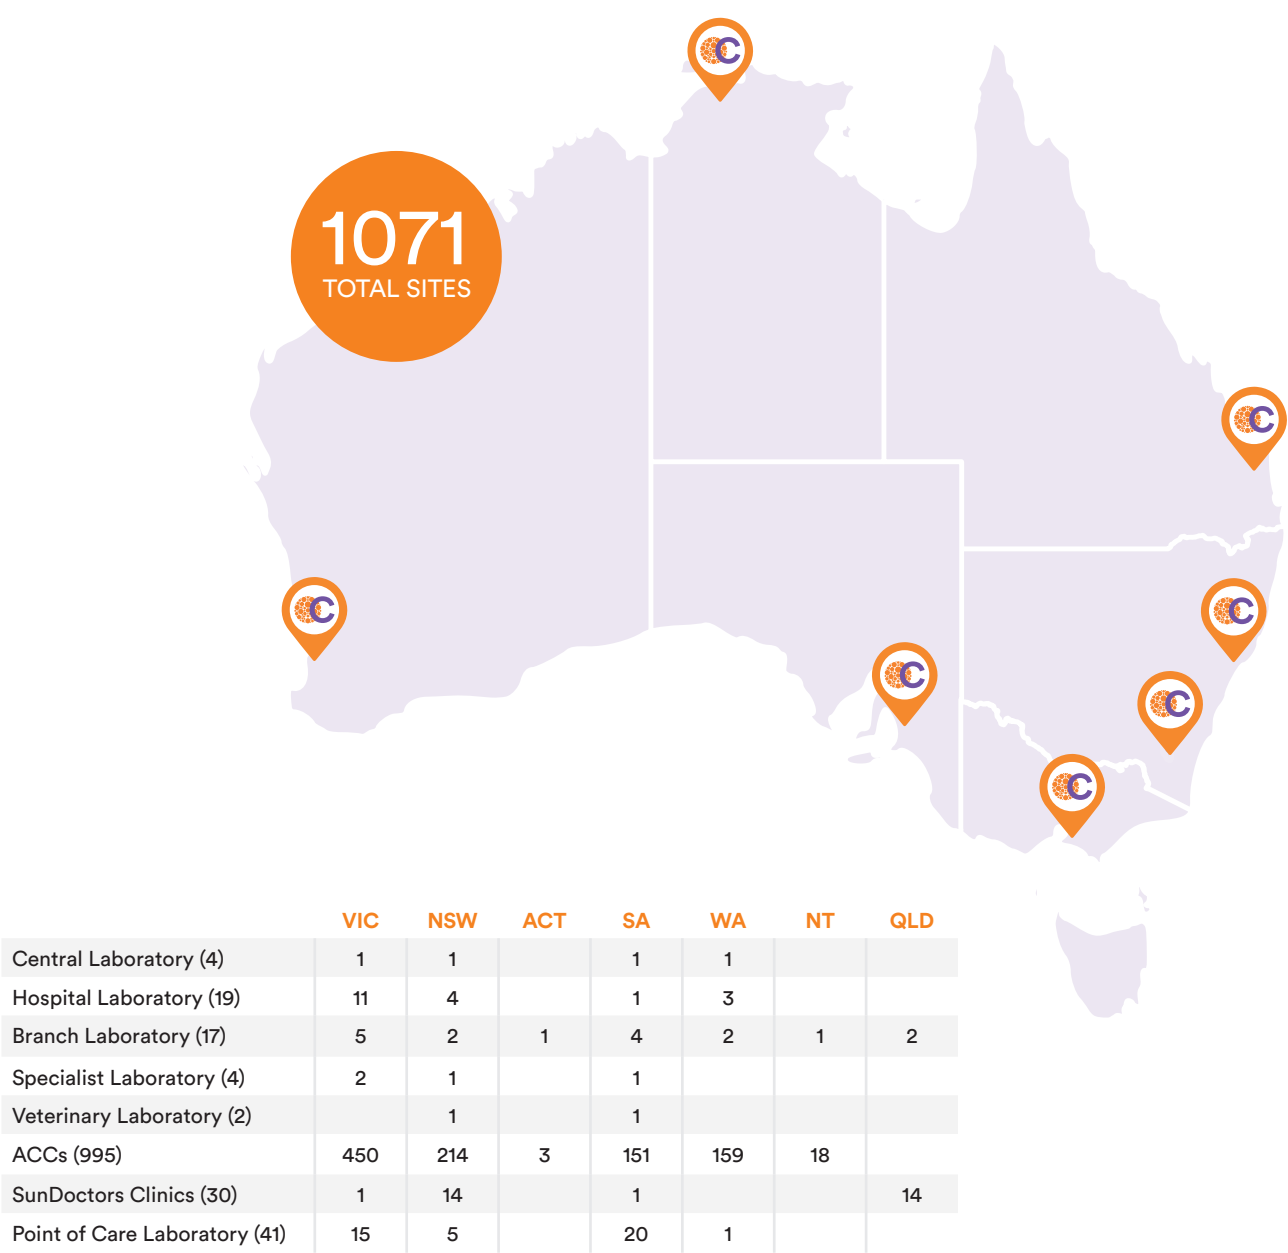 1071
TOTAL SITES
VIC NSW ACT SA WA NT QLD
Central Laboratory (4) 1 1 1 1
Hospital Laboratory (19) 11 4 1 3
Branch Laboratory (17) 5 2 1 4 2 1 2
Specialist Laboratory (4) 2 1 1
Veterinary Laboratory (2) 1 1
ACCs (995) 450 214 3 151 159 18
SunDoctors Clinics (30) 1 14 1 14
Point of Care Laboratory (41) 15 5 20 1